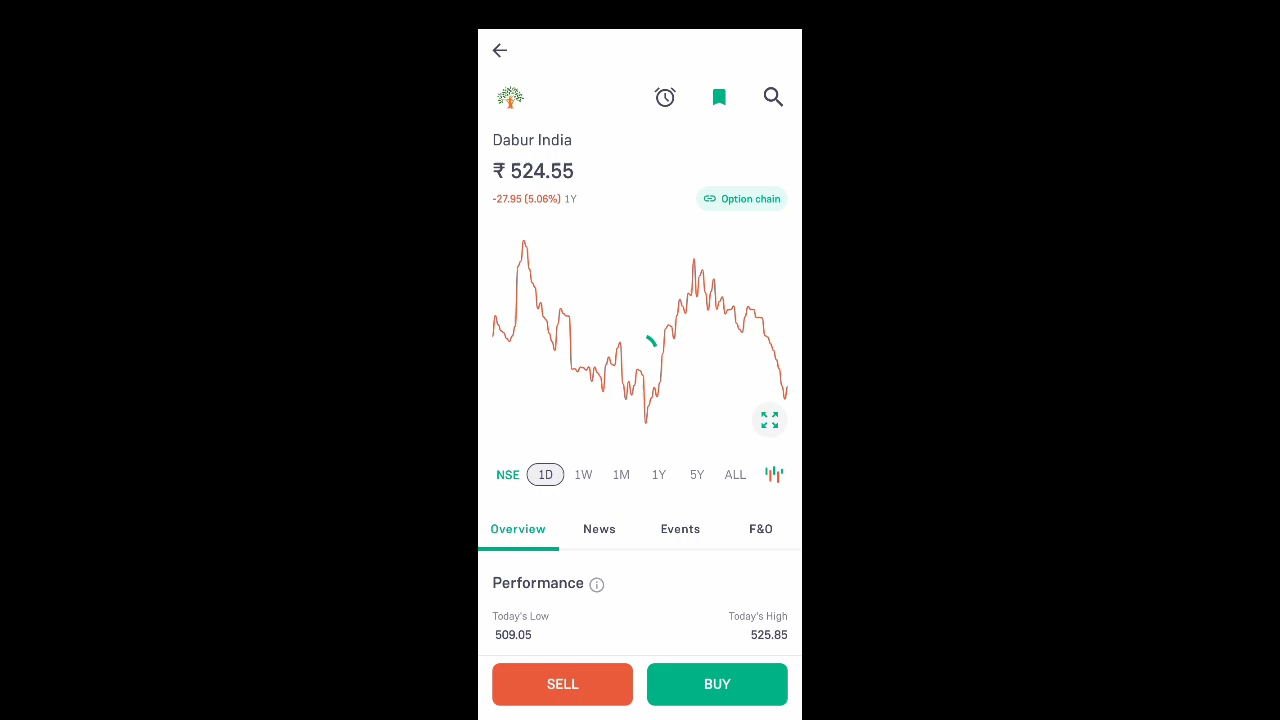 Dabur India
₹ 524.55
-27.95 (5.06%) 1Y
Option chain
NSE 1D 1W 1M 1Y 5Y ALL
Overview News Events F&O
Performance
Today's Low Today's High
509.05 525.85
SELL BUY